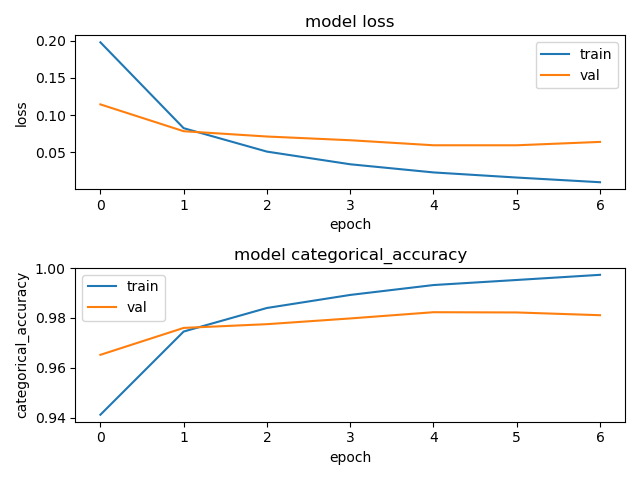 model loss
0.20
0.15
0.10
0.05
loss
train
val
0 1 2 3 4 5 6
epoch
model categorical_accuracy
1.00
0.98
0.96
0.94
categorical_accuracy
train
val
0 1 2 3 4 5 6
epoch